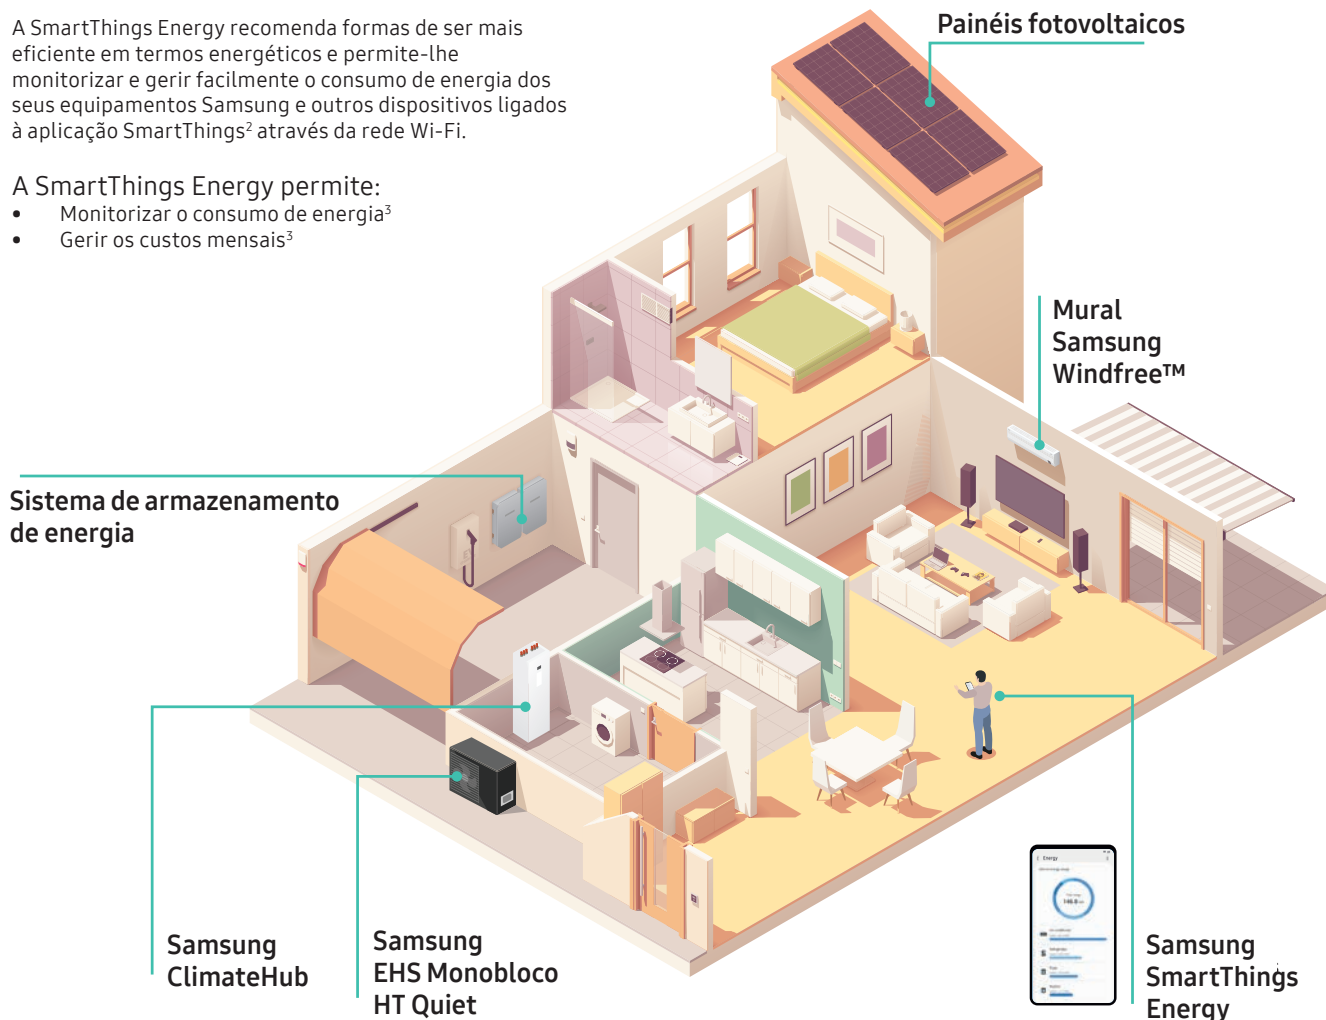 A SmartThings Energy recomenda formas de ser mais
eficiente em termos energéticos e permite-lhe
monitorizar e gerir facilmente o consumo de energia dos
seus equipamentos Samsung e outros dispositivos ligados
à aplicação SmartThings² através da rede Wi-Fi.
A SmartThings Energy permite:
• Monitorizar o consumo de energia³
• Gerir os custos mensais³
Painéis fotovoltaicos
Mural
Samsung
Windfree™
Sistema de armazenamento
de energia
Samsung
ClimateHub
Samsung
EHS Monobloco
HT Quiet
Energy
146.8
Samsung
SmartThings
Energy